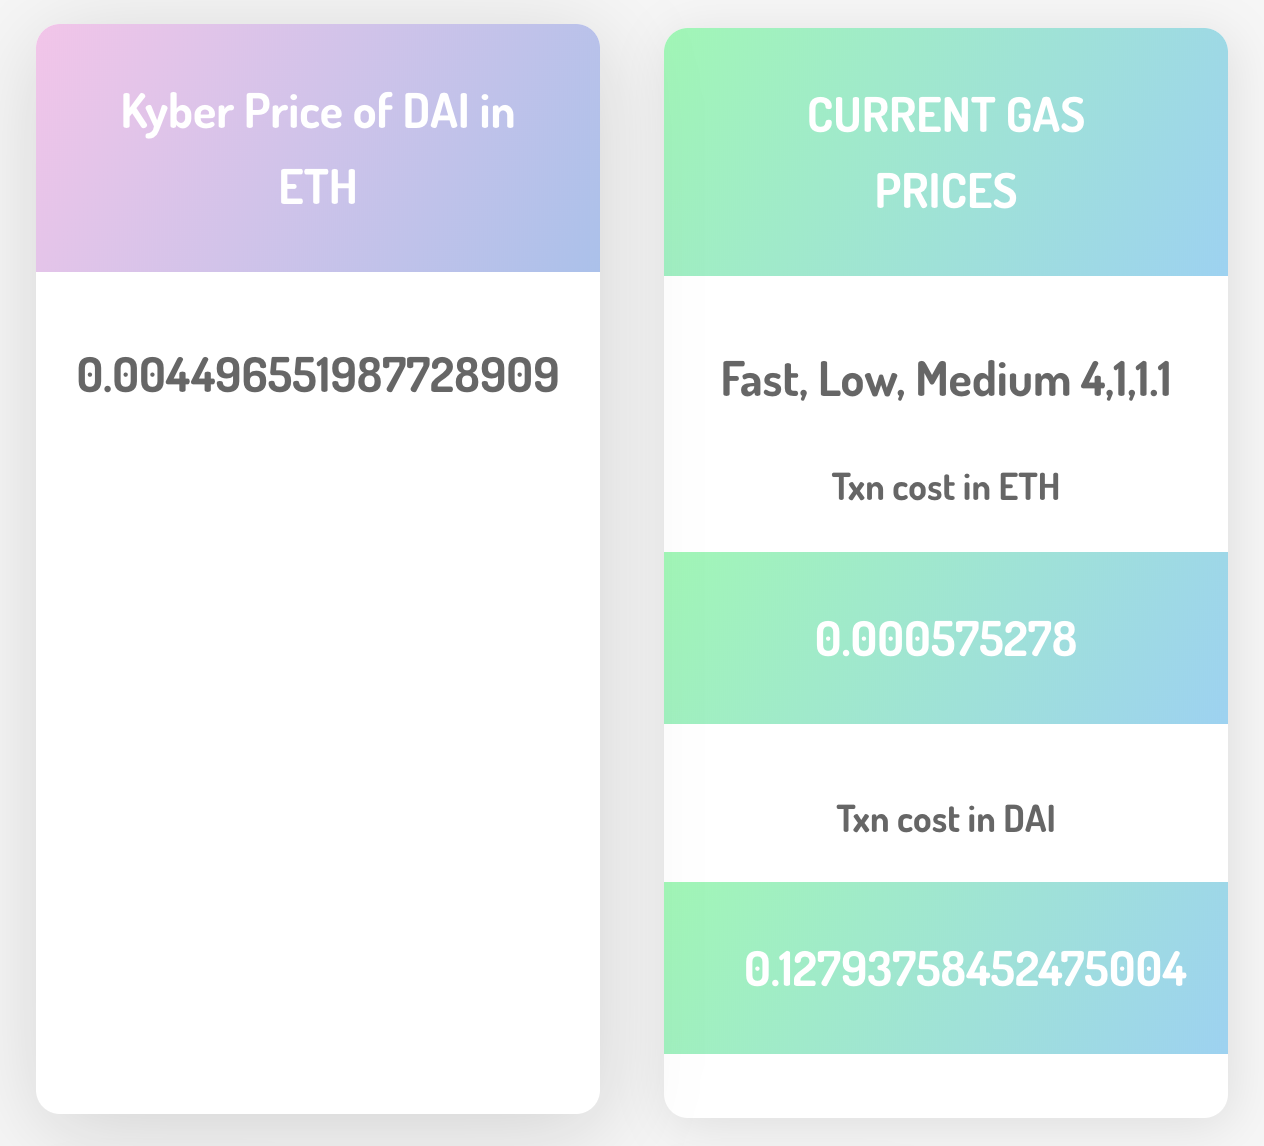 Kyber Price of DAI in
ETH
0.004496551987728909
CURRENT GAS
PRICES
Fast, Low, Medium 4,1,1.1
Txn cost in ETH
0.000575278
Txn cost in DAI
0.12793758452475004